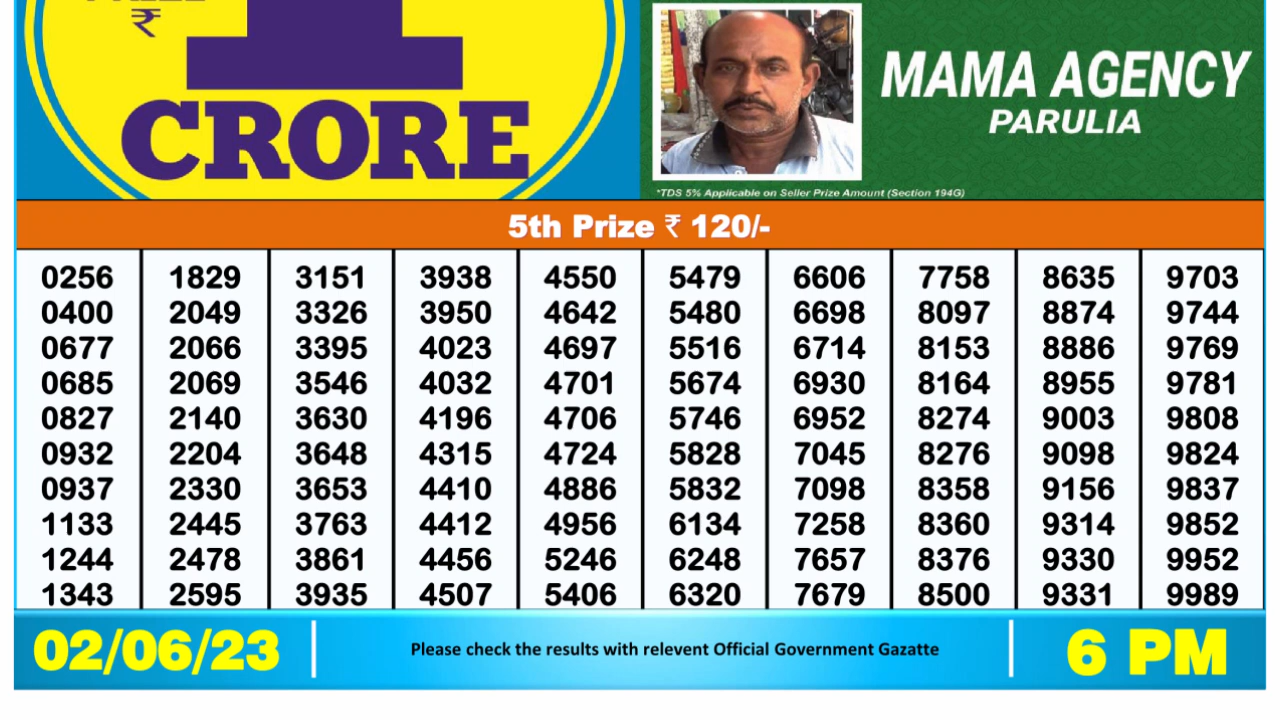 ₹
1
CRORE
MAMA AGENCY
PARULIA
*TDS 5% Applicable on Seller Prize Amount (Section 194G)
5th Prize ₹ 120/-
0256 1829 3151 3938 4550 5479 6606 7758 8635 9703
0400 2049 3326 3950 4642 5480 6698 8097 8874 9744
0677 2066 3395 4023 4697 5516 6714 8153 8886 9769
0685 2069 3546 4032 4701 5674 6930 8164 8955 9781
0827 2140 3630 4196 4706 5746 6952 8274 9003 9808
0932 2204 3648 4315 4724 5828 7045 8276 9098 9824
0937 2330 3653 4410 4886 5832 7098 8358 9156 9837
1133 2445 3763 4412 4956 6134 7258 8360 9314 9852
1244 2478 3861 4456 5246 6248 7657 8376 9330 9952
1343 2595 3935 4507 5406 6320 7679 8500 9331 9989
02/06/23
Please check the results with relevent Official Government Gazatte
6 PM